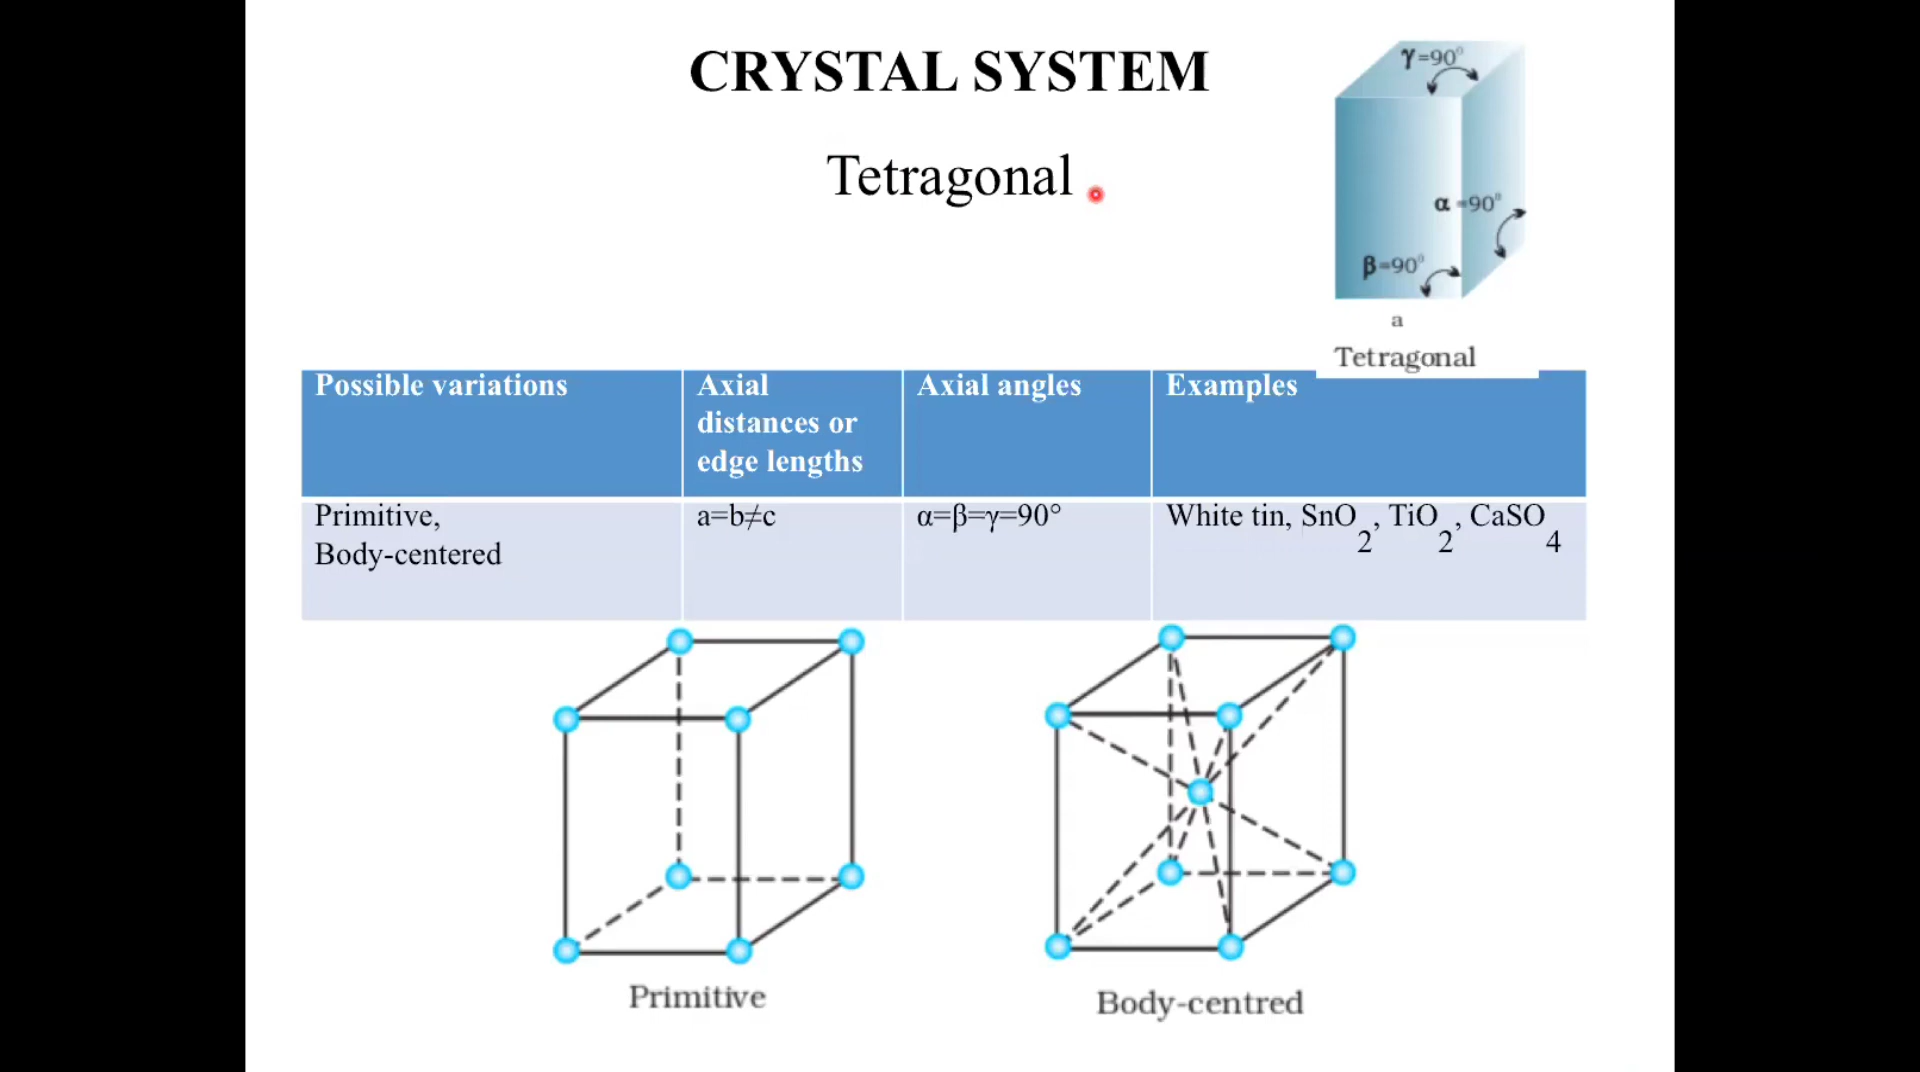 CRYSTAL SYSTEM
Tetragonal
γ=90°
α=90°
β=90°
a
Tetragonal
Possible variations
Axial
distances or
edge lengths
Axial angles
Examples
Primitive,
Body-centered
a=b≠c
α=β=γ=90°
White tin, SnO2, TiO2, CaSO4
Primitive
Body-centred